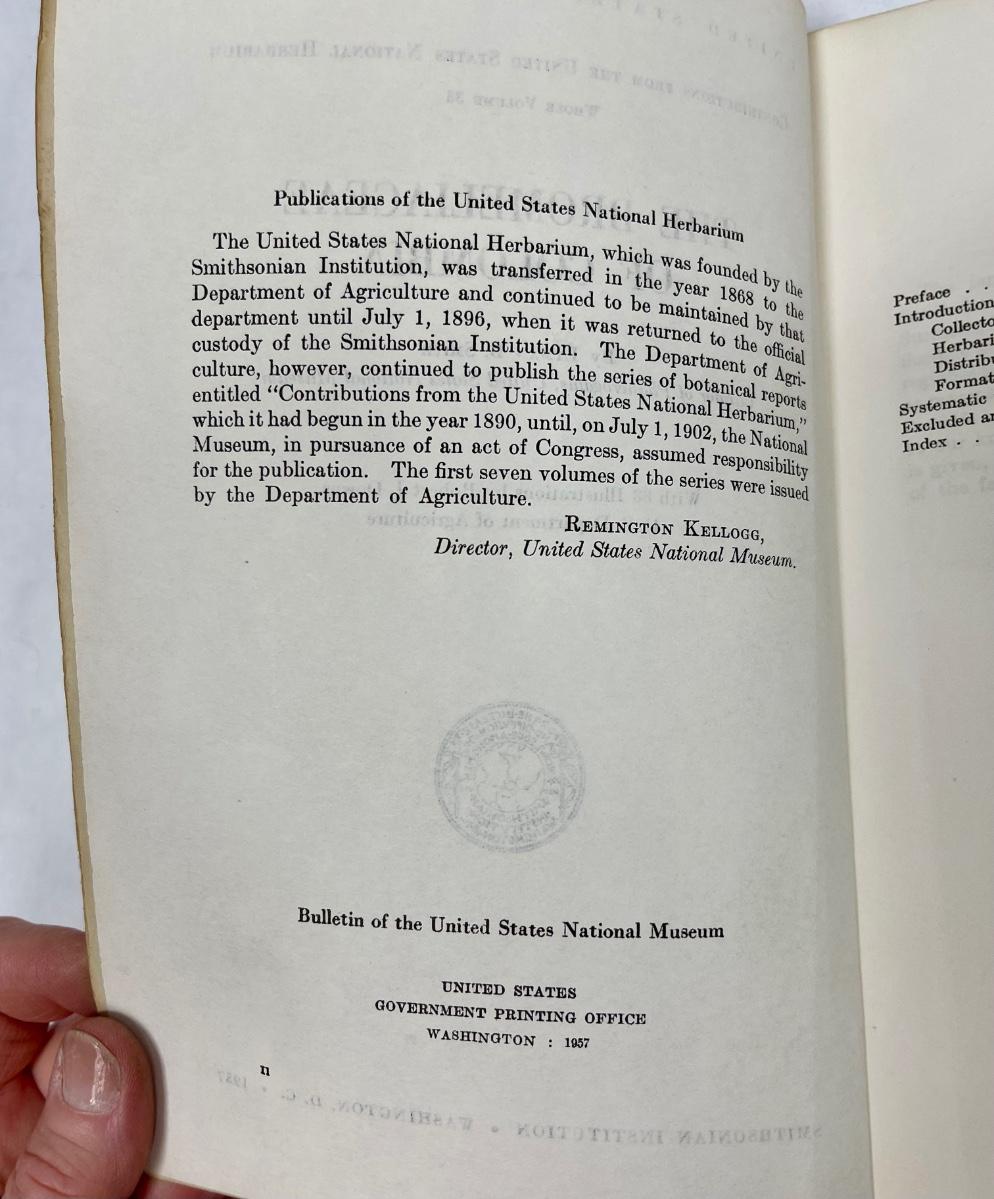 Publications of the United States National Herbarium
The United States National Herbarium, which was founded by the
Smithsonian Institution, was transferred in the year 1868 to the
Department of Agriculture and continued to be maintained by that
department until July 1, 1896, when it was returned to the official
custody of the Smithsonian Institution. The Department of Agri-
culture, however, continued to publish the series of botanical reports
entitled “Contributions from the United States National Herbarium,”
which it had begun in the year 1890, until, on July 1, 1902, the National
Museum, in pursuance of an act of Congress, assumed responsibility
for the publication. The first seven volumes of the series were issued
by the Department of Agriculture.
REMINGTON KELLOGG,
Director, United States National Museum.
Bulletin of the United States National Museum
UNITED STATES
GOVERNMENT PRINTING OFFICE
WASHINGTON : 1957
II
Preface . .
Introduction
Collecto
Herbari
Distribu
Format
Systematic
Excluded an
Index . .